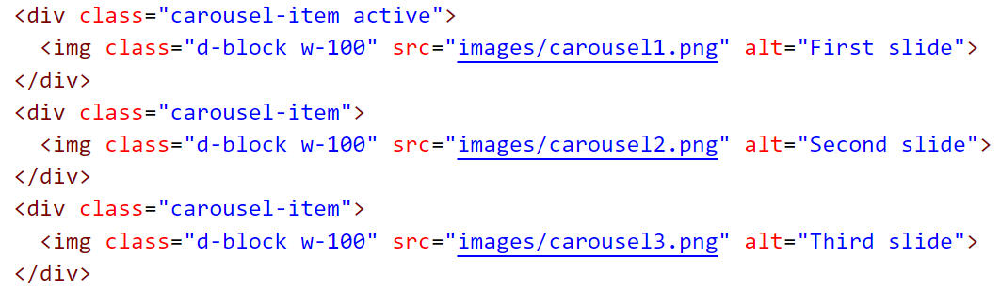 <div class="carousel-item active">
  <img class="d-block w-100" src="images/carousel1.png" alt="First slide">
</div>
<div class="carousel-item">
  <img class="d-block w-100" src="images/carousel2.png" alt="Second slide">
</div>
<div class="carousel-item">
  <img class="d-block w-100" src="images/carousel3.png" alt="Third slide">
</div>